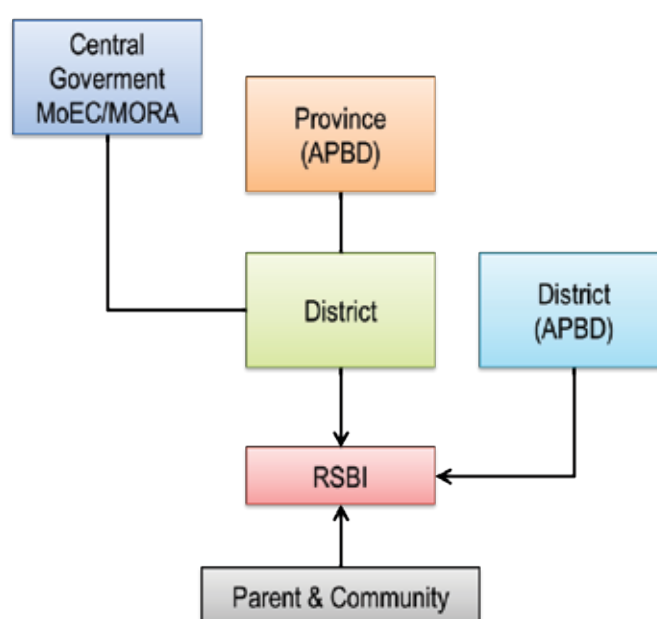 Central
Goverment
MoEC/MORA
Province
(APBD)
District
District
(APBD)
RSBI
Parent & Community